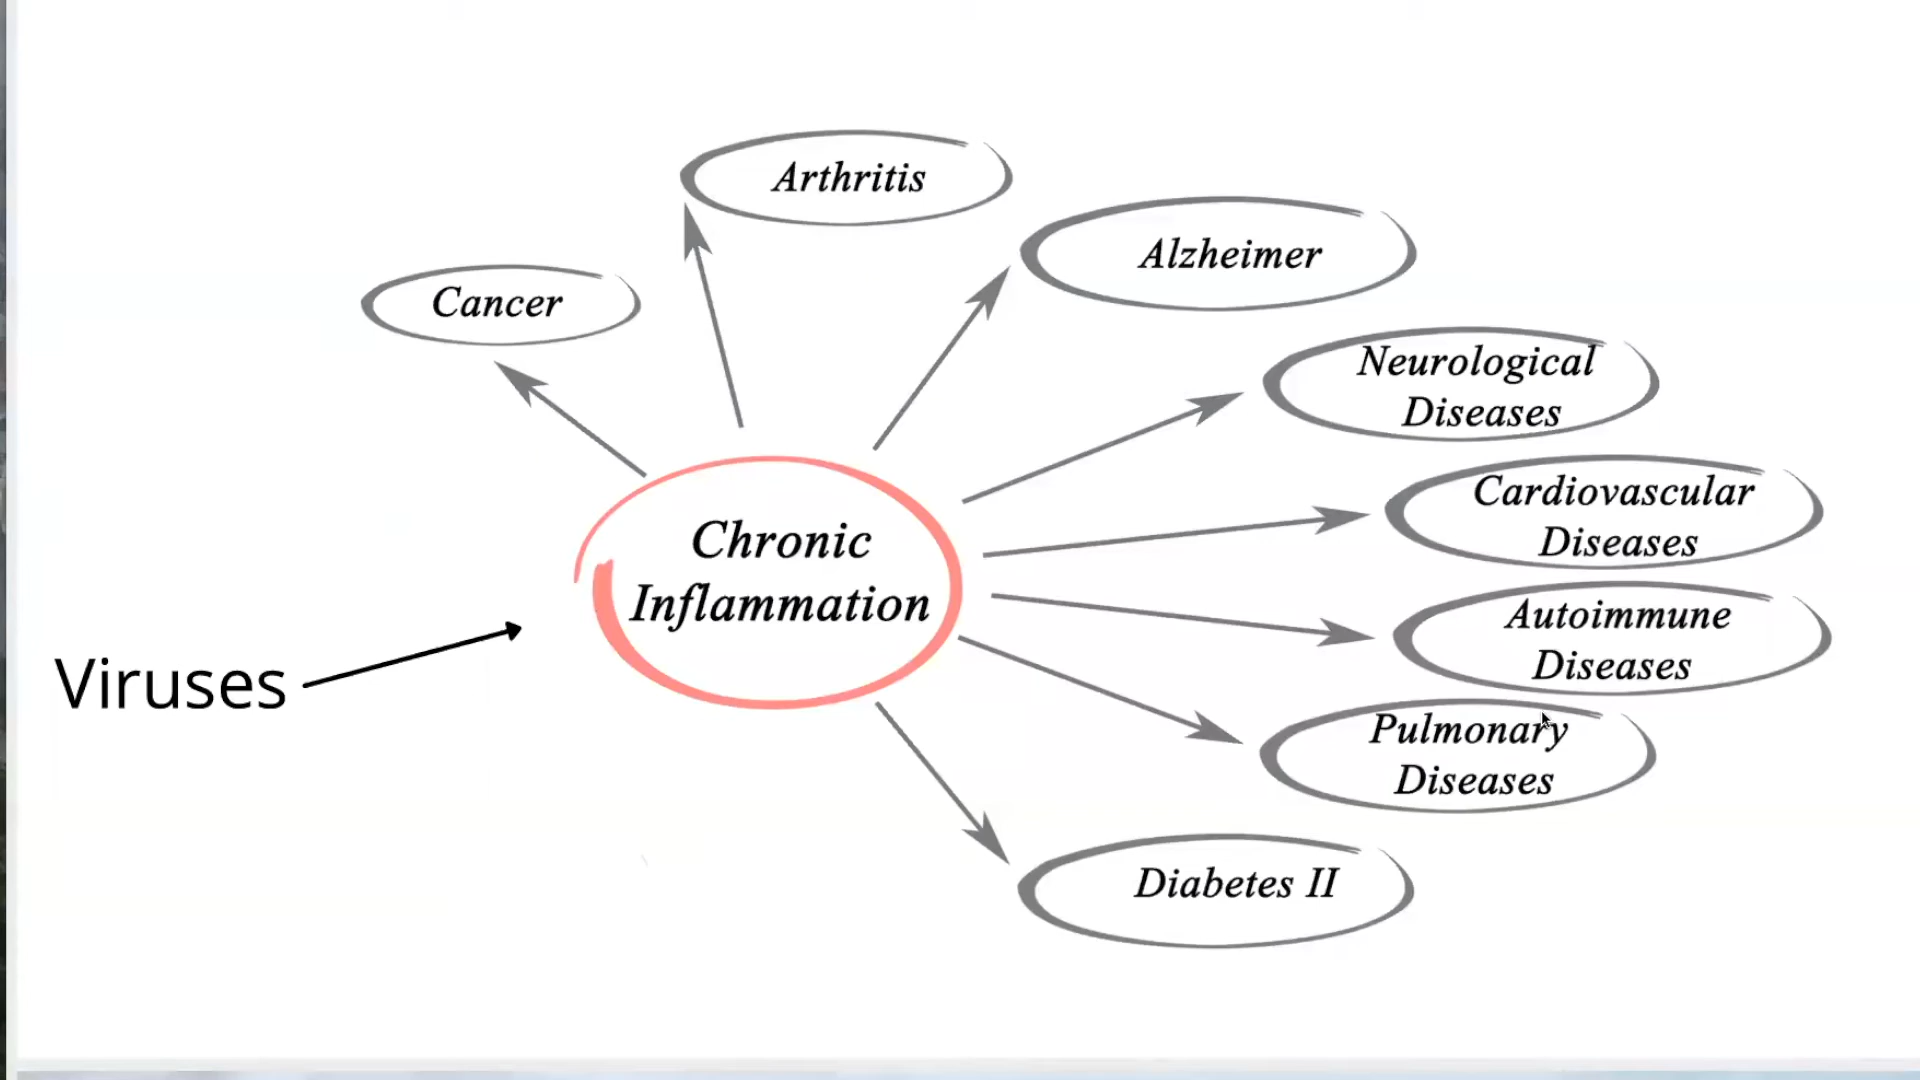 Arthritis
Alzheimer
Cancer
Neurological
Diseases
Cardiovascular
Diseases
Chronic
Inflammation
Autoimmune
Diseases
Viruses
Pulmonary
Diseases
Diabetes II